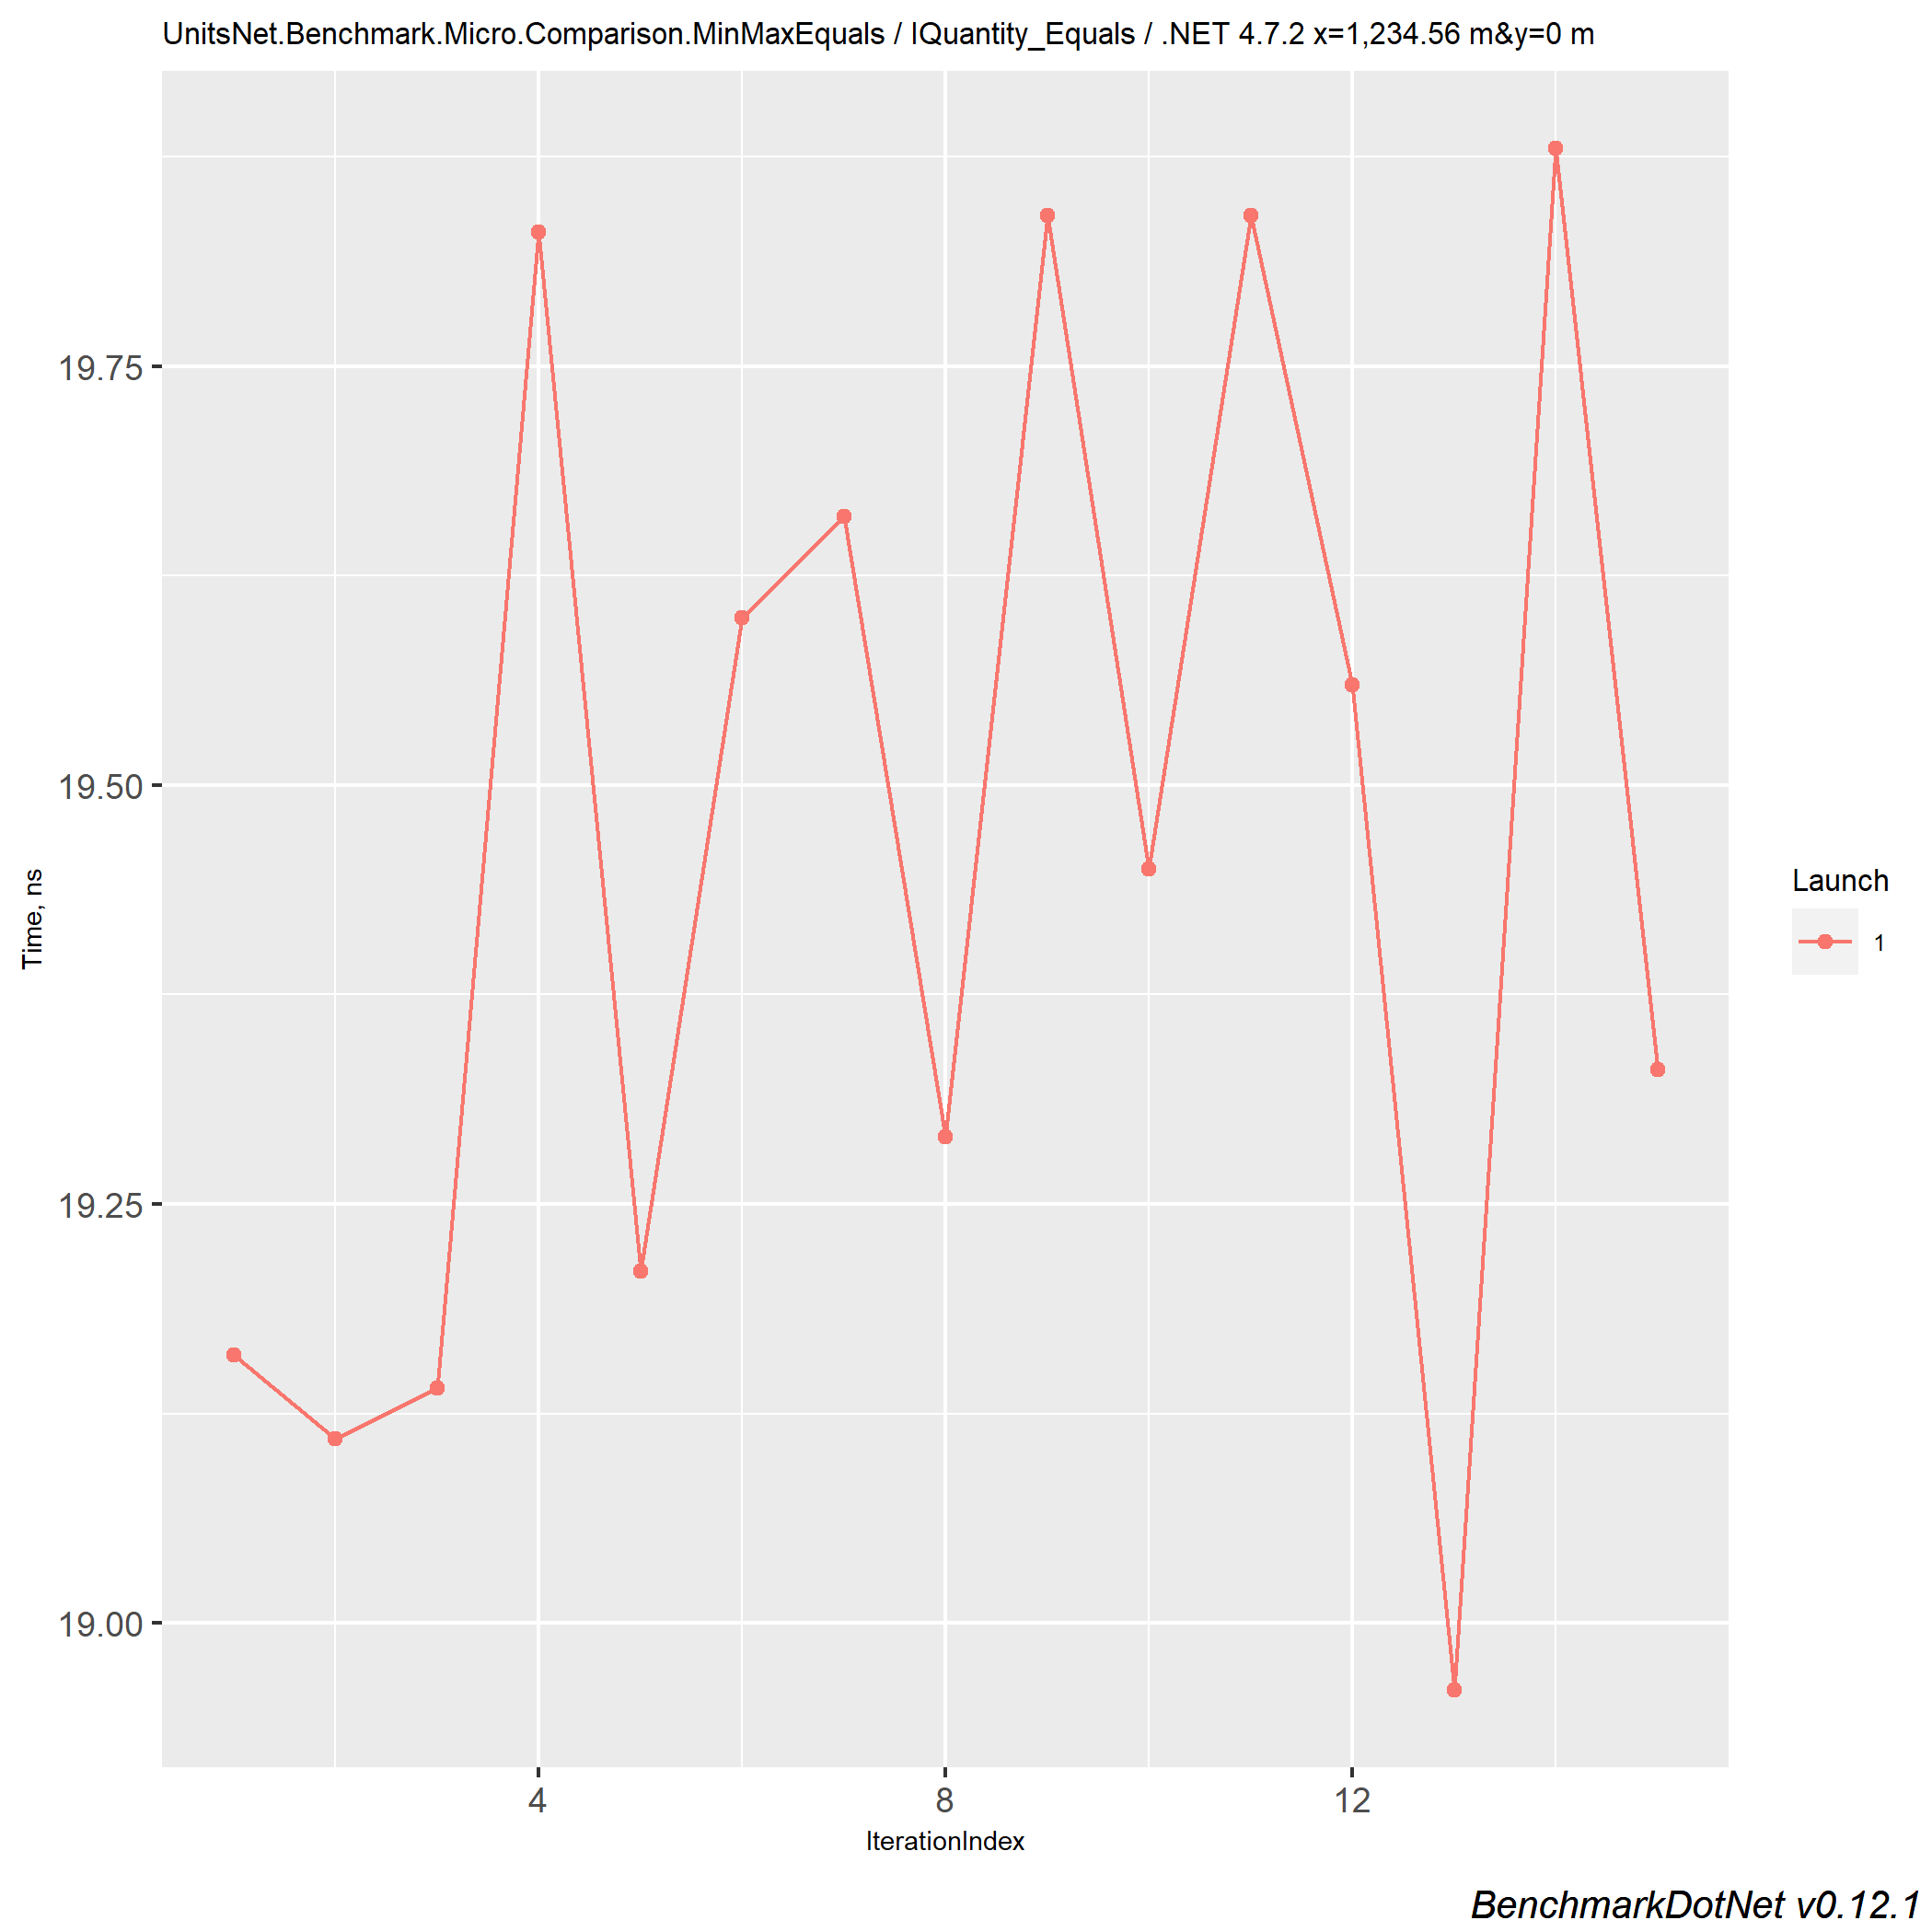 UnitsNet.Benchmark.Micro.Comparison.MinMaxEquals / IQuantity_Equals / .NET 4.7.2 x=1,234.56 m&y=0 m
19.75
19.50
19.25
19.00
Time, ns
4 8 12
IterationIndex
Launch
1
BenchmarkDotNet v0.12.1